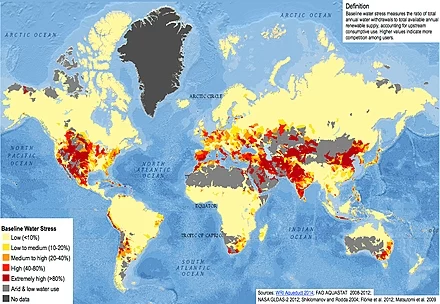 Definition
Baseline water stress measures the ratio of total
annual water withdrawals to total available annual
renewable supply, accounting for upstream
consumptive use. Higher values indicate more
competition among users.
ARCTIC OCEAN
ARCTIC OCEAN
ARCTIC CIRCLE
NORTH
PACIFIC
OCEAN
NORTH
ATLANTIC
OCEAN
EQUATOR
INDIAN
OCEAN
TROPIC OF CAPRICORN
SOUTH
ATLANTIC
OCEAN
Baseline Water Stress
Low (<10%)
Low to medium (10-20%)
Medium to high (20-40%)
High (40-80%)
Extremely high (>80%)
Arid & low water use
No data
Sources: WRI Aqueduct 2014, FAO AQUASTAT 2008-2012;
NASA GLDAS-2 2012; Shiklomanov and Rodda 2004; Flörke et al. 2012; Matsutomi et al. 2009